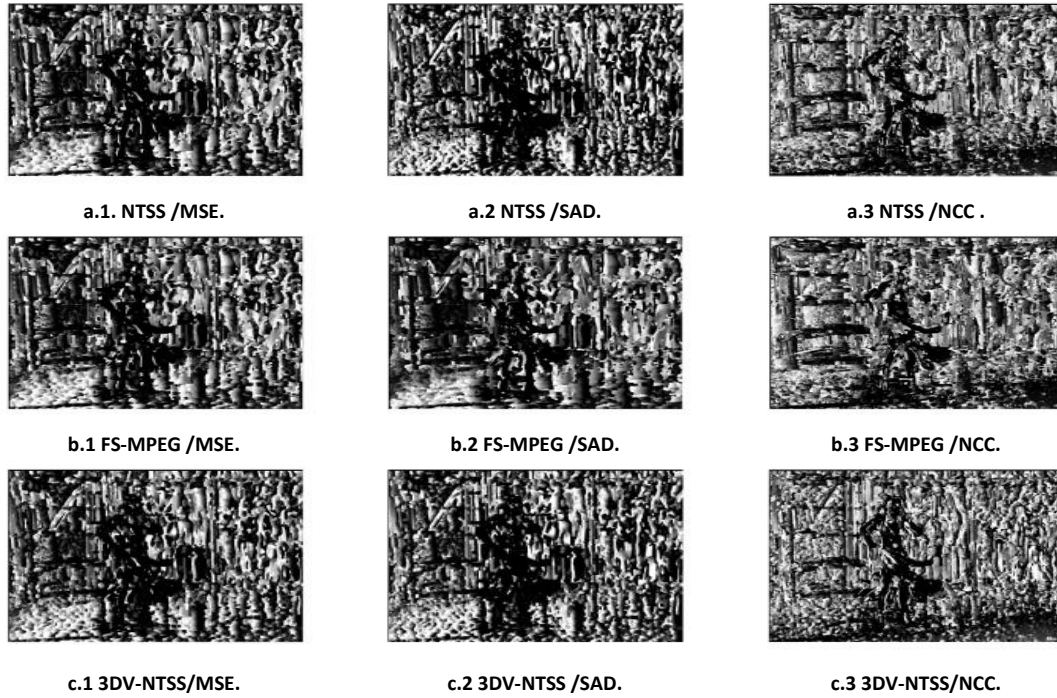 a.1. NTSS /MSE. a.2 NTSS /SAD. a.3 NTSS /NCC .
b.1 FS-MPEG /MSE. b.2 FS-MPEG /SAD. b.3 FS-MPEG /NCC.
c.1 3DV-NTSS/MSE. c.2 3DV-NTSS /SAD. c.3 3DV-NTSS/NCC.